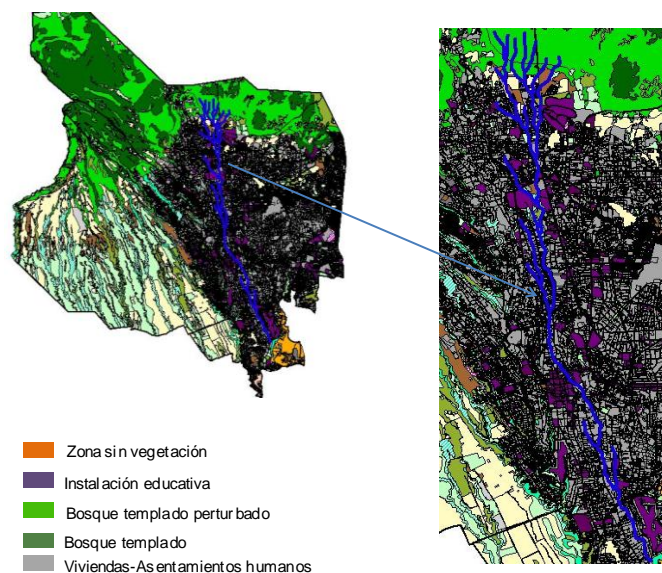 Zona sin vegetación
Instalación educativa
Bosque templado perturbado
Bosque templado
Viviendas-Asentamientos humanos